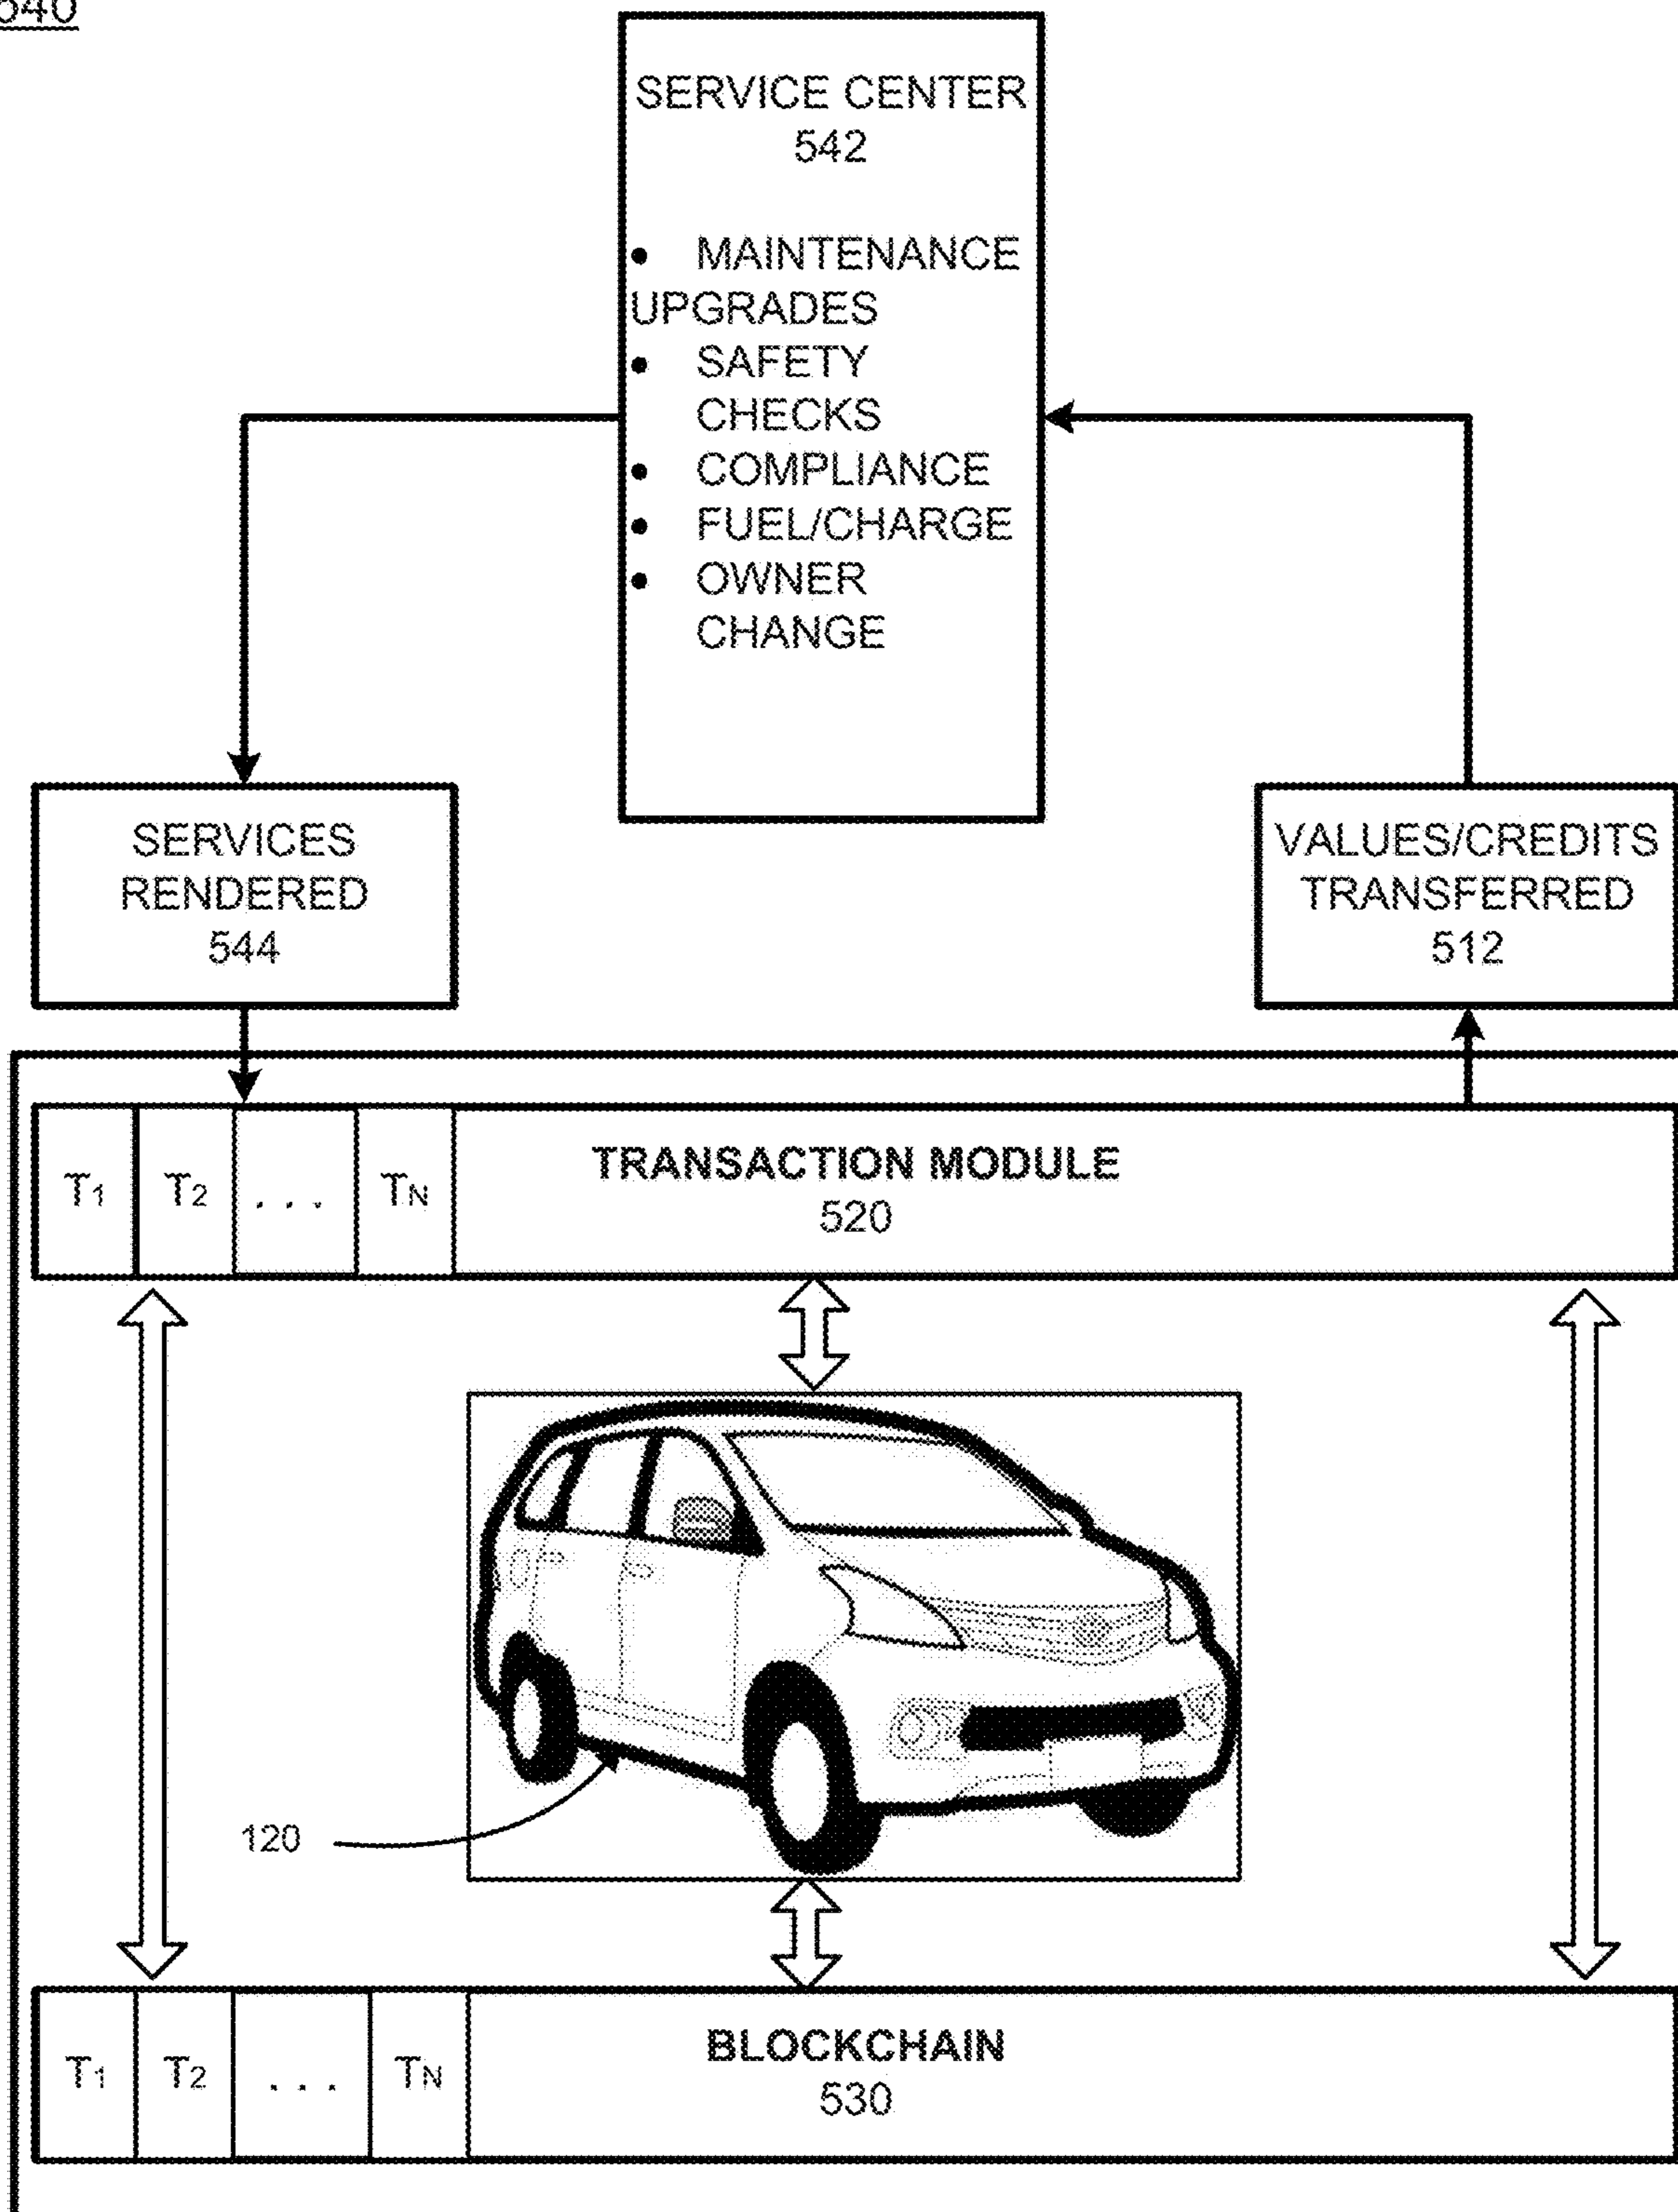 540
SERVICE CENTER
542
• MAINTENANCE
UPGRADES
• SAFETY
CHECKS
• COMPLIANCE
• FUEL/CHARGE
• OWNER
CHANGE
SERVICES
RENDERED
544
VALUES/CREDITS
TRANSFERRED
512
T1 T2 . . . TN
TRANSACTION MODULE
520
120
T1 T2 . . . TN
BLOCKCHAIN
530